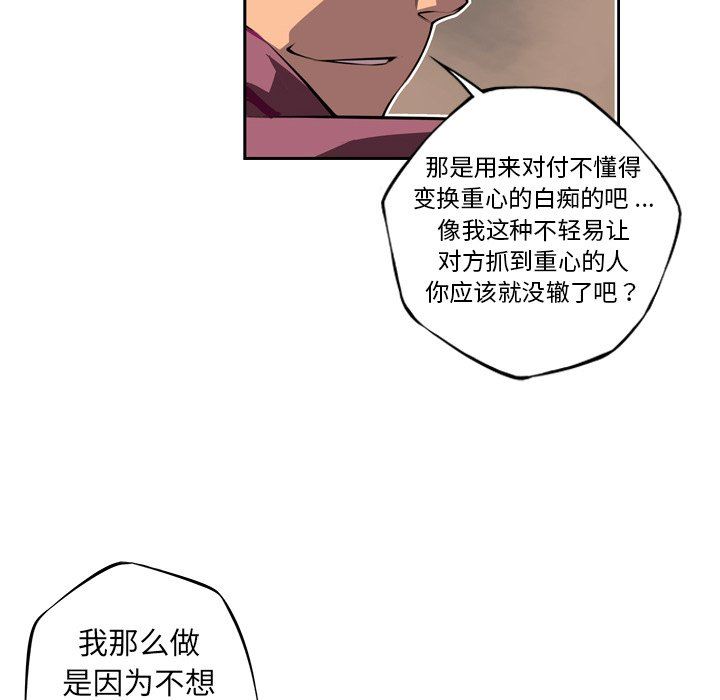 那是用来对付不懂得
变换重心的白痴的吧...
像我这种不轻易让
对方抓到重心的人
你应该就没辙了吧？
我那么做
是因为不想